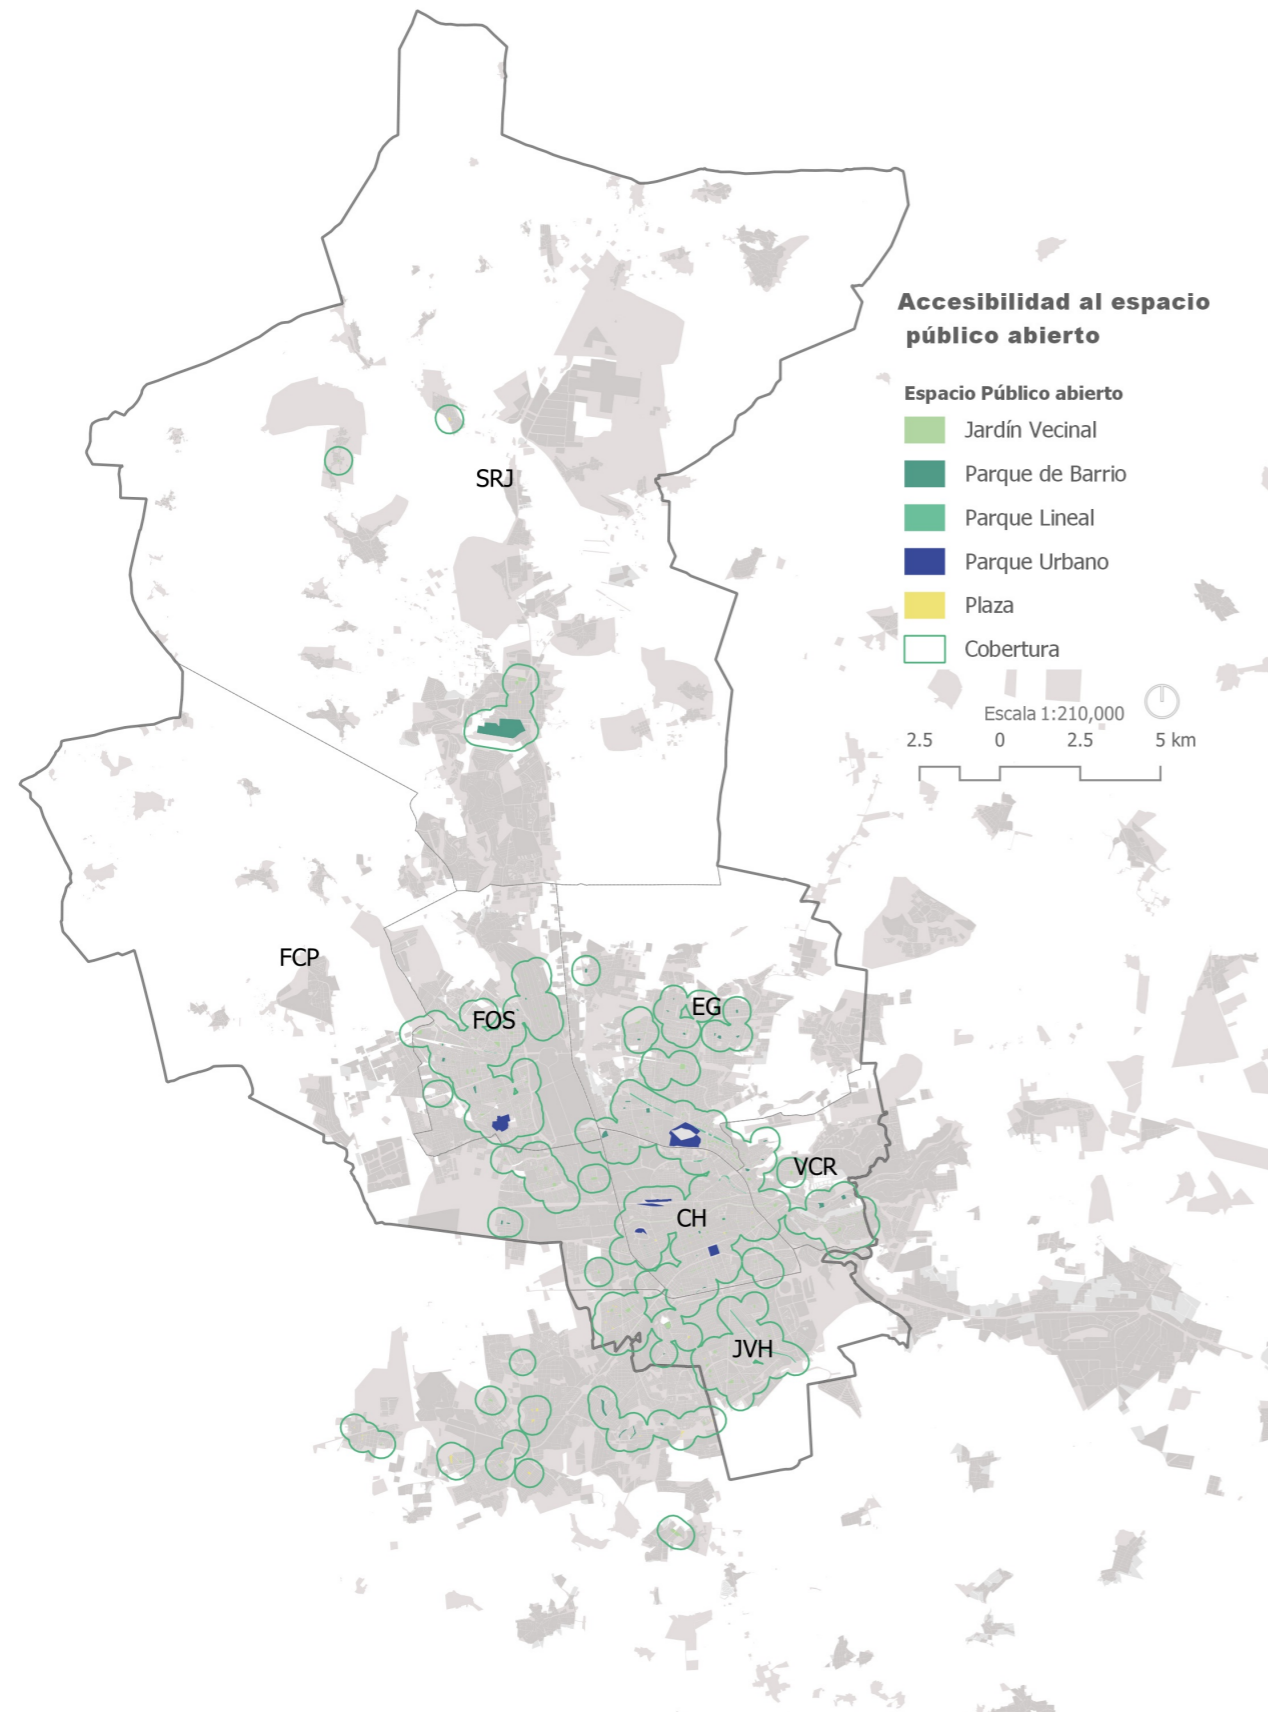 Accesibilidad al espacio
público abierto
Espacio Público abierto
Jardín Vecinal
Parque de Barrio
Parque Lineal
Parque Urbano
Plaza
Cobertura
Escala 1:210,000
2.5 0 2.5 5 km
SRJ
FCP
FOS
EG
VCR
CH
JVH